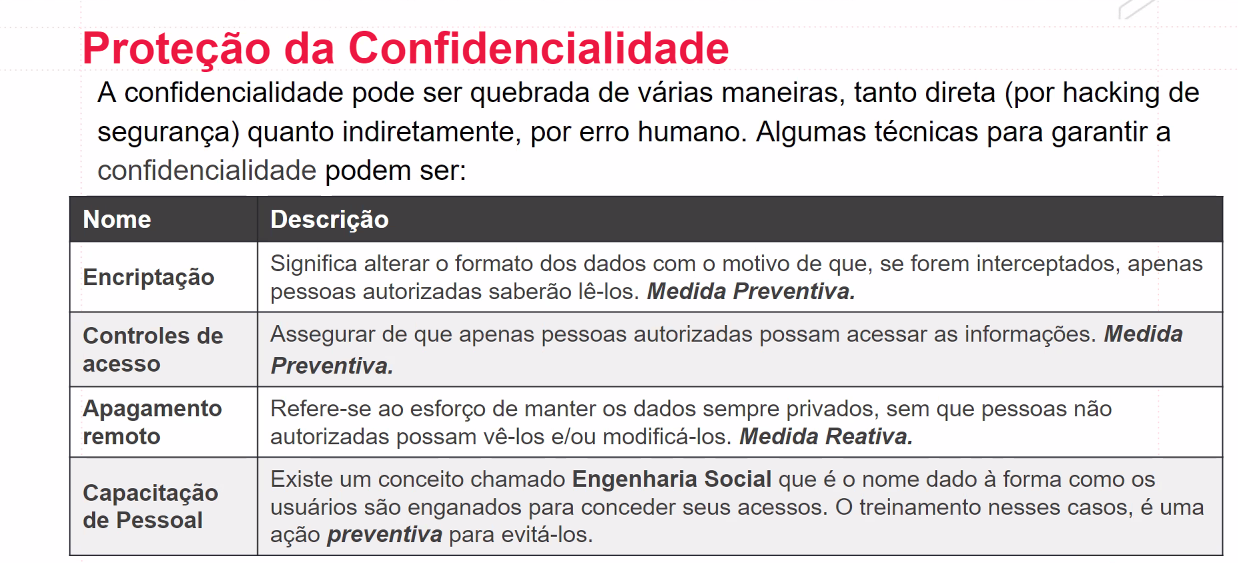 Proteção da Confidencialidade
A confidencialidade pode ser quebrada de várias maneiras, tanto direta (por hacking de
segurança) quanto indiretamente, por erro humano. Algumas técnicas para garantir a
confidencialidade podem ser:
Nome
Descrição
Encriptação
Significa alterar o formato dos dados com o motivo de que, se forem interceptados, apenas
pessoas autorizadas saberão lê-los. Medida Preventiva.
Controles de
acesso
Assegurar de que apenas pessoas autorizadas possam acessar as informações. Medida
Preventiva.
Apagamento
remoto
Refere-se ao esforço de manter os dados sempre privados, sem que pessoas não
autorizadas possam vê-los e/ou modificá-los. Medida Reativa.
Capacitação
de Pessoal
Existe um conceito chamado Engenharia Social que é o nome dado à forma como os
usuários são enganados para conceder seus acessos. O treinamento nesses casos, é uma
ação preventiva para evitá-los.